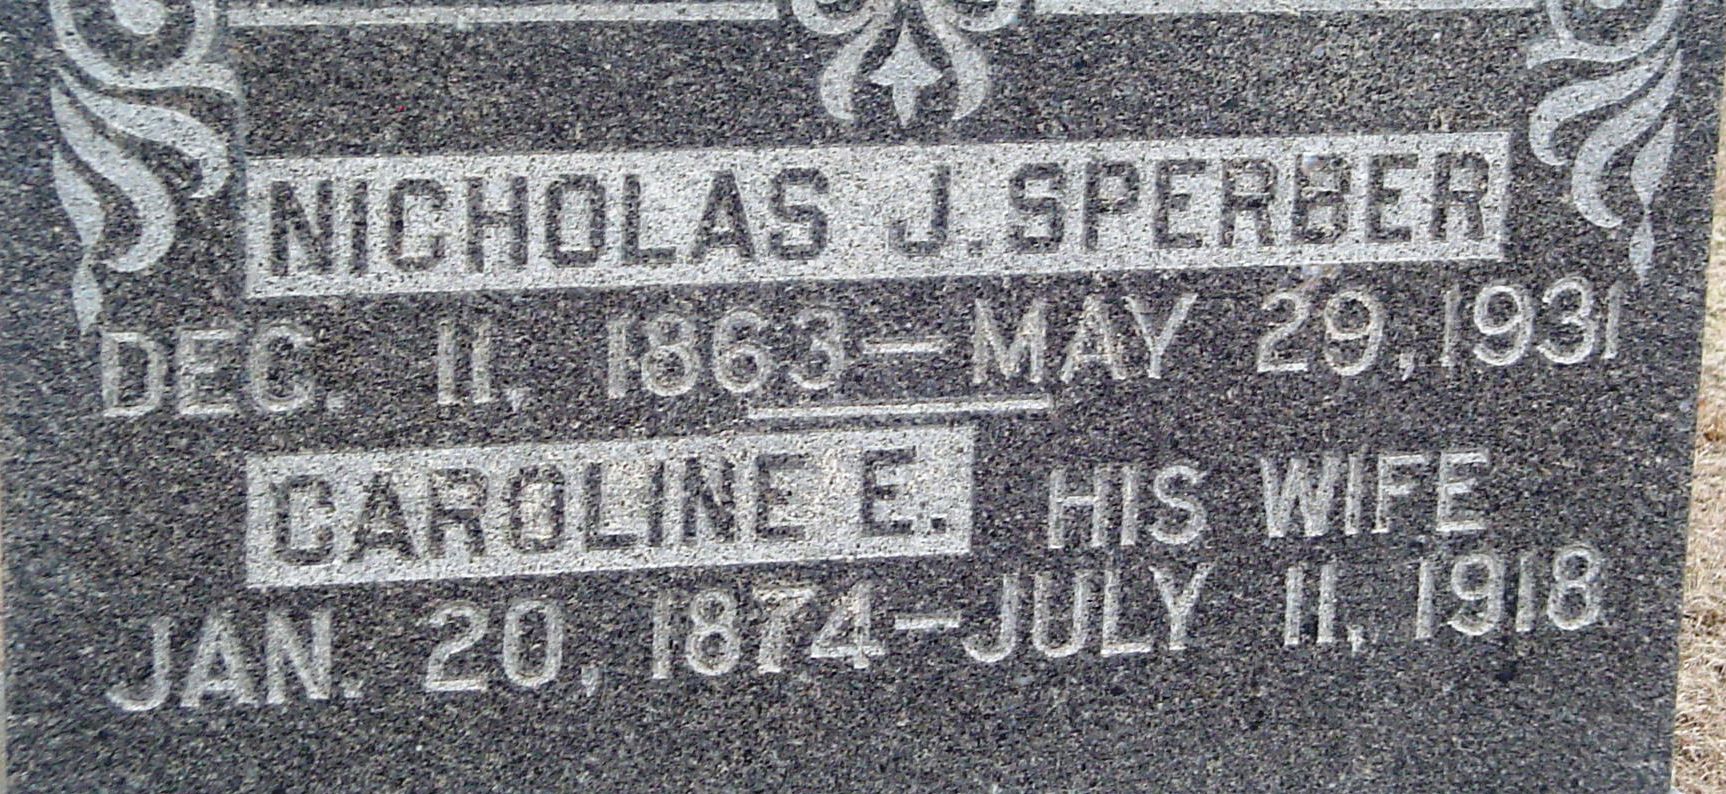 NICHOLAS J. SPERBER
DEC. 11, 1863—MAY 29, 1931
CAROLINE E. HIS WIFE
JAN. 20, 1874—JULY 11, 1918